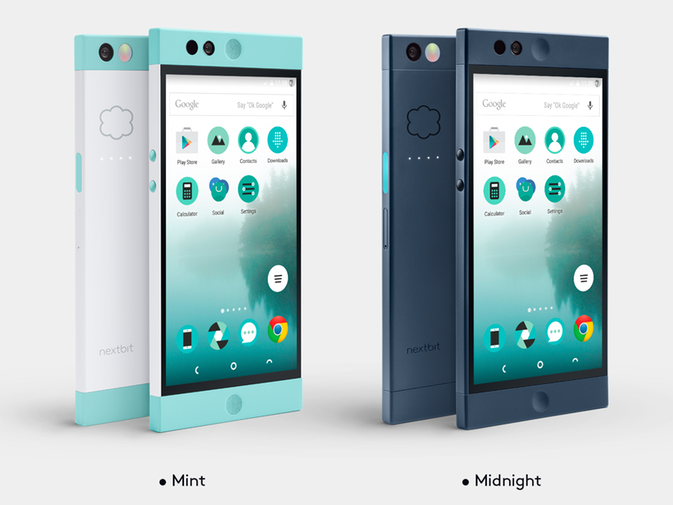 Google Say "Ok Google"
Play Store Gallery Contacts Downloads
Calculator Social Settings
nextbit
Google Say "Ok Google"
Play Store Gallery Contacts Downloads
Calculator Social Settings
nextbit
• Mint
• Midnight